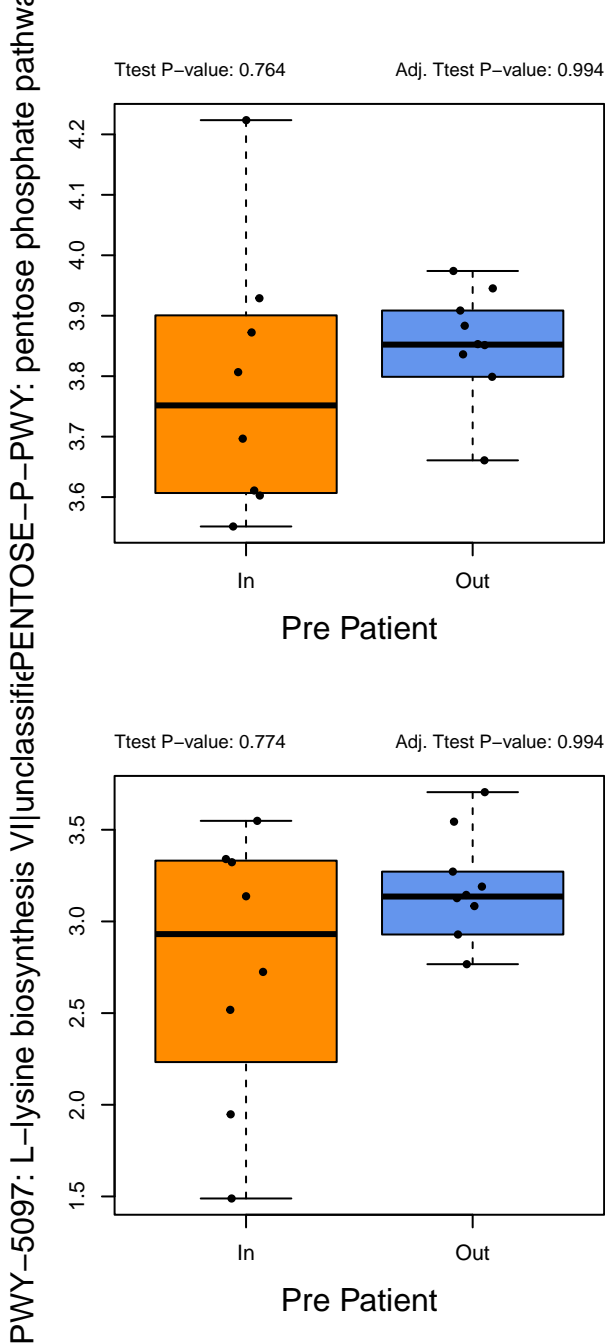 PENTOSE−P−PWY: pentose phosphate pathwa
Ttest P−value: 0.764
Adj. Ttest P−value: 0.994
4.2
4.1
4.0
3.9
3.8
3.7
3.6
In
Out
Pre Patient
PWY−5097: L−lysine biosynthesis VI|unclassifie
Ttest P−value: 0.774
Adj. Ttest P−value: 0.994
3.5
3.0
2.5
2.0
1.5
In
Out
Pre Patient